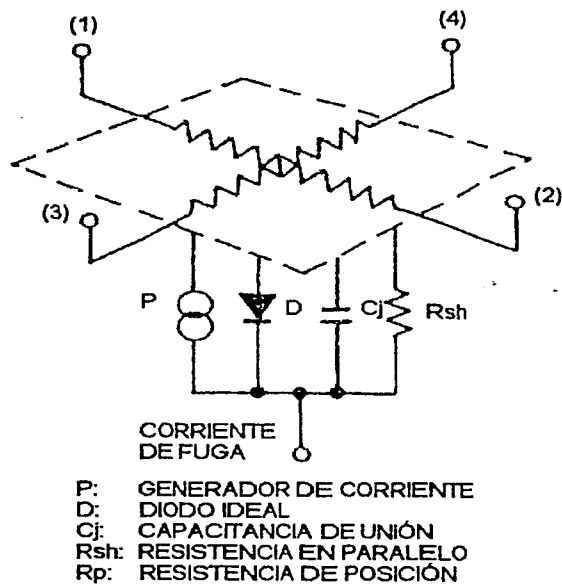 (1)
(4)
(3)
(2)
P
D
Cj
Rsh
CORRIENTE
DE FUGA
P: GENERADOR DE CORRIENTE
D: DIODO IDEAL
Cj: CAPACITANCIA DE UNIÓN
Rsh: RESISTENCIA EN PARALELO
Rp: RESISTENCIA DE POSICIÓN